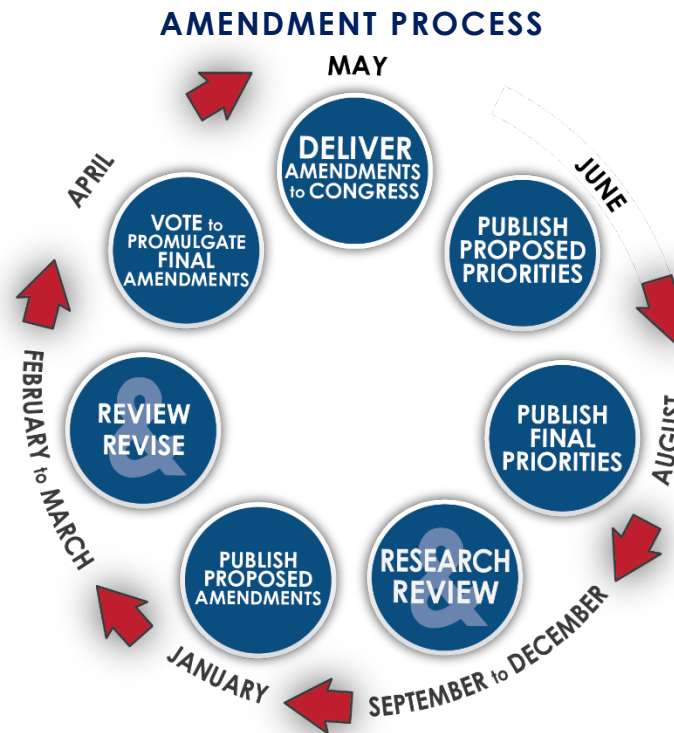 AMENDMENT PROCESS
MAY
DELIVER
AMENDMENTS
to CONGRESS
JUNE
PUBLISH
PROPOSED
PRIORITIES
AUGUST
PUBLISH
FINAL
PRIORITIES
SEPTEMBER to DECEMBER
RESEARCH
&
REVIEW
JANUARY
PUBLISH
PROPOSED
AMENDMENTS
FEBRUARY to MARCH
REVIEW
&
REVISE
APRIL
VOTE to
PROMULGATE
FINAL
AMENDMENTS